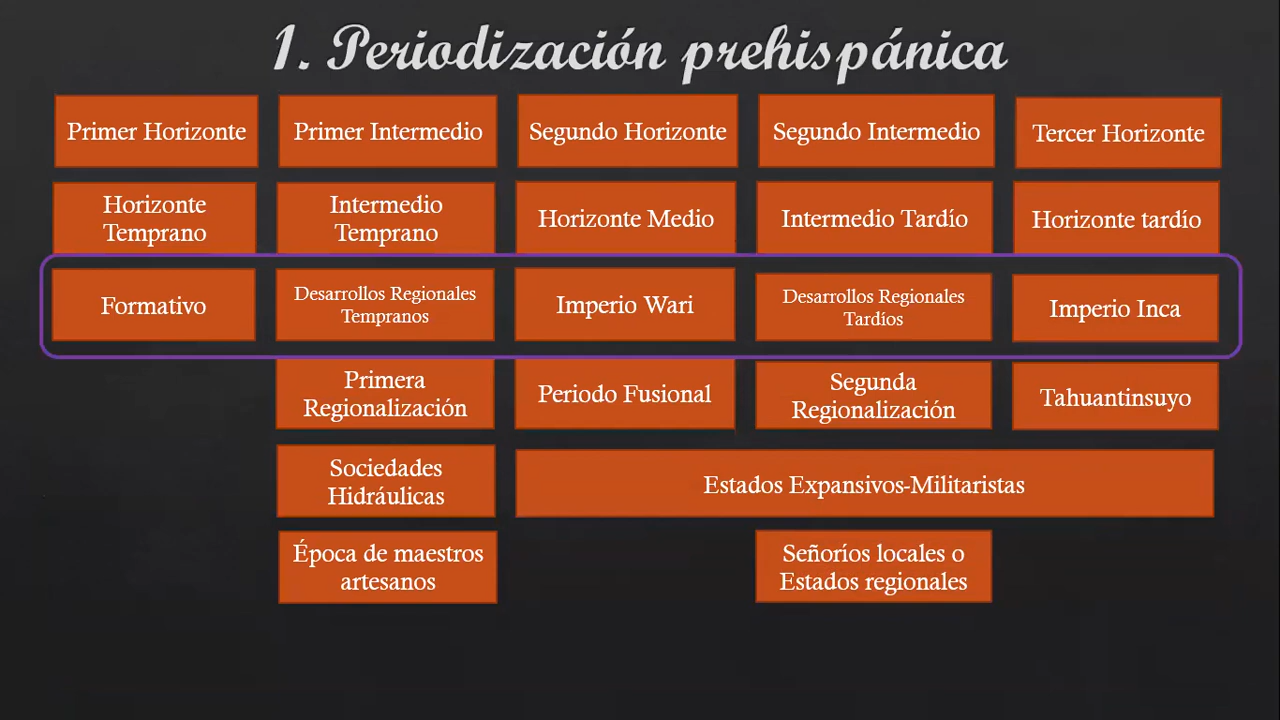 1. Periodización prehispánica
Primer Horizonte
Primer Intermedio
Segundo Horizonte
Segundo Intermedio
Tercer Horizonte
Horizonte
Temprano
Intermedio
Temprano
Horizonte Medio
Intermedio Tardío
Horizonte tardío
Formativo
Desarrollos Regionales
Tempranos
Imperio Wari
Desarrollos Regionales
Tardíos
Imperio Inca
Primera
Regionalización
Periodo Fusional
Segunda
Regionalización
Tahuantinsuyo
Sociedades
Hidráulicas
Estados Expansivos-Militaristas
Época de maestros
artesanos
Señoríos locales o
Estados regionales